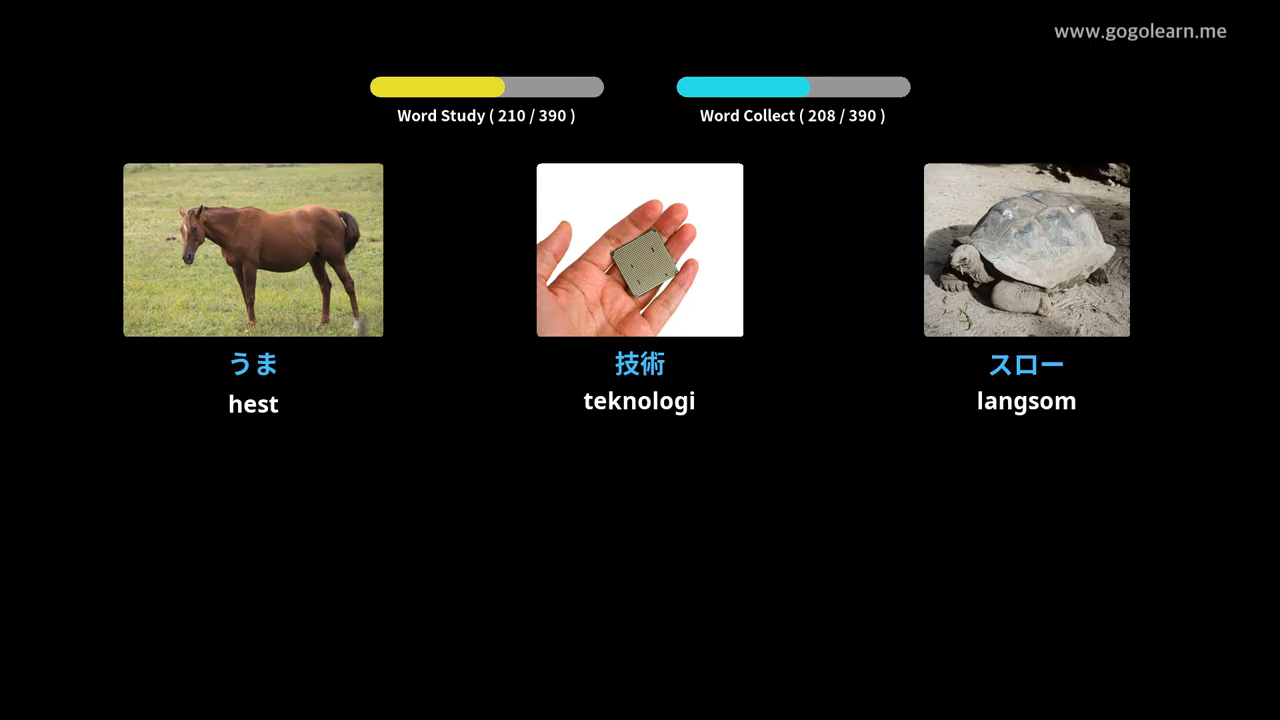 www.gogolearn.me
Word Study ( 210 / 390 )
Word Collect ( 208 / 390 )
うま
hest
技術
teknologi
スロー
langsom